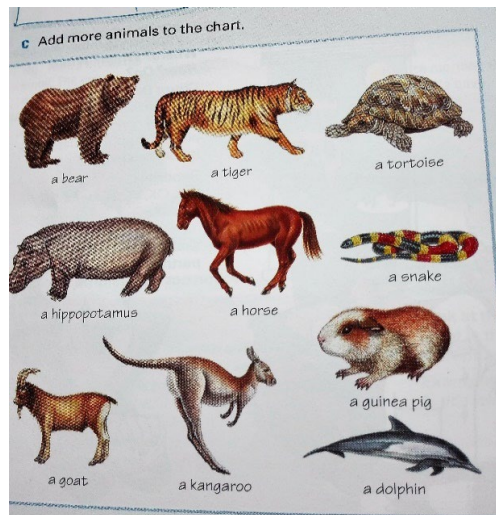 C Add more animals to the chart.
a bear
a tiger
a tortoise
a hippopotamus
a horse
a snake
a guinea pig
a goat
a kangaroo
a dolphin